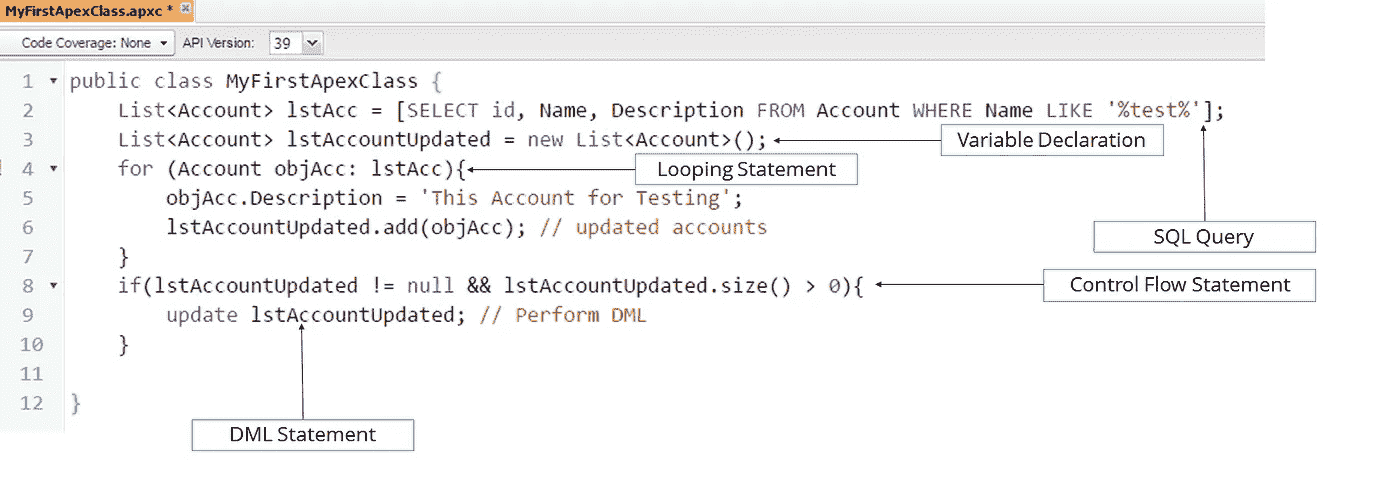 MyFirstApexClass.apxc *
Code Coverage: None API Version: 39
1 public class MyFirstApexClass {
2 List<Account> lstAcc = [SELECT id, Name, Description FROM Account WHERE Name LIKE '%test%'];
3 List<Account> lstAccountUpdated = new List<Account>();
Variable Declaration
4 for (Account objAcc: lstAcc){
Looping Statement
5 objAcc.Description = 'This Account for Testing';
6 lstAccountUpdated.add(objAcc); // updated accounts
SQL Query
7 }
8 if(lstAccountUpdated != null && lstAccountUpdated.size() > 0){
Control Flow Statement
9 update lstAccountUpdated; // Perform DML
10 }
11
12 }
DML Statement